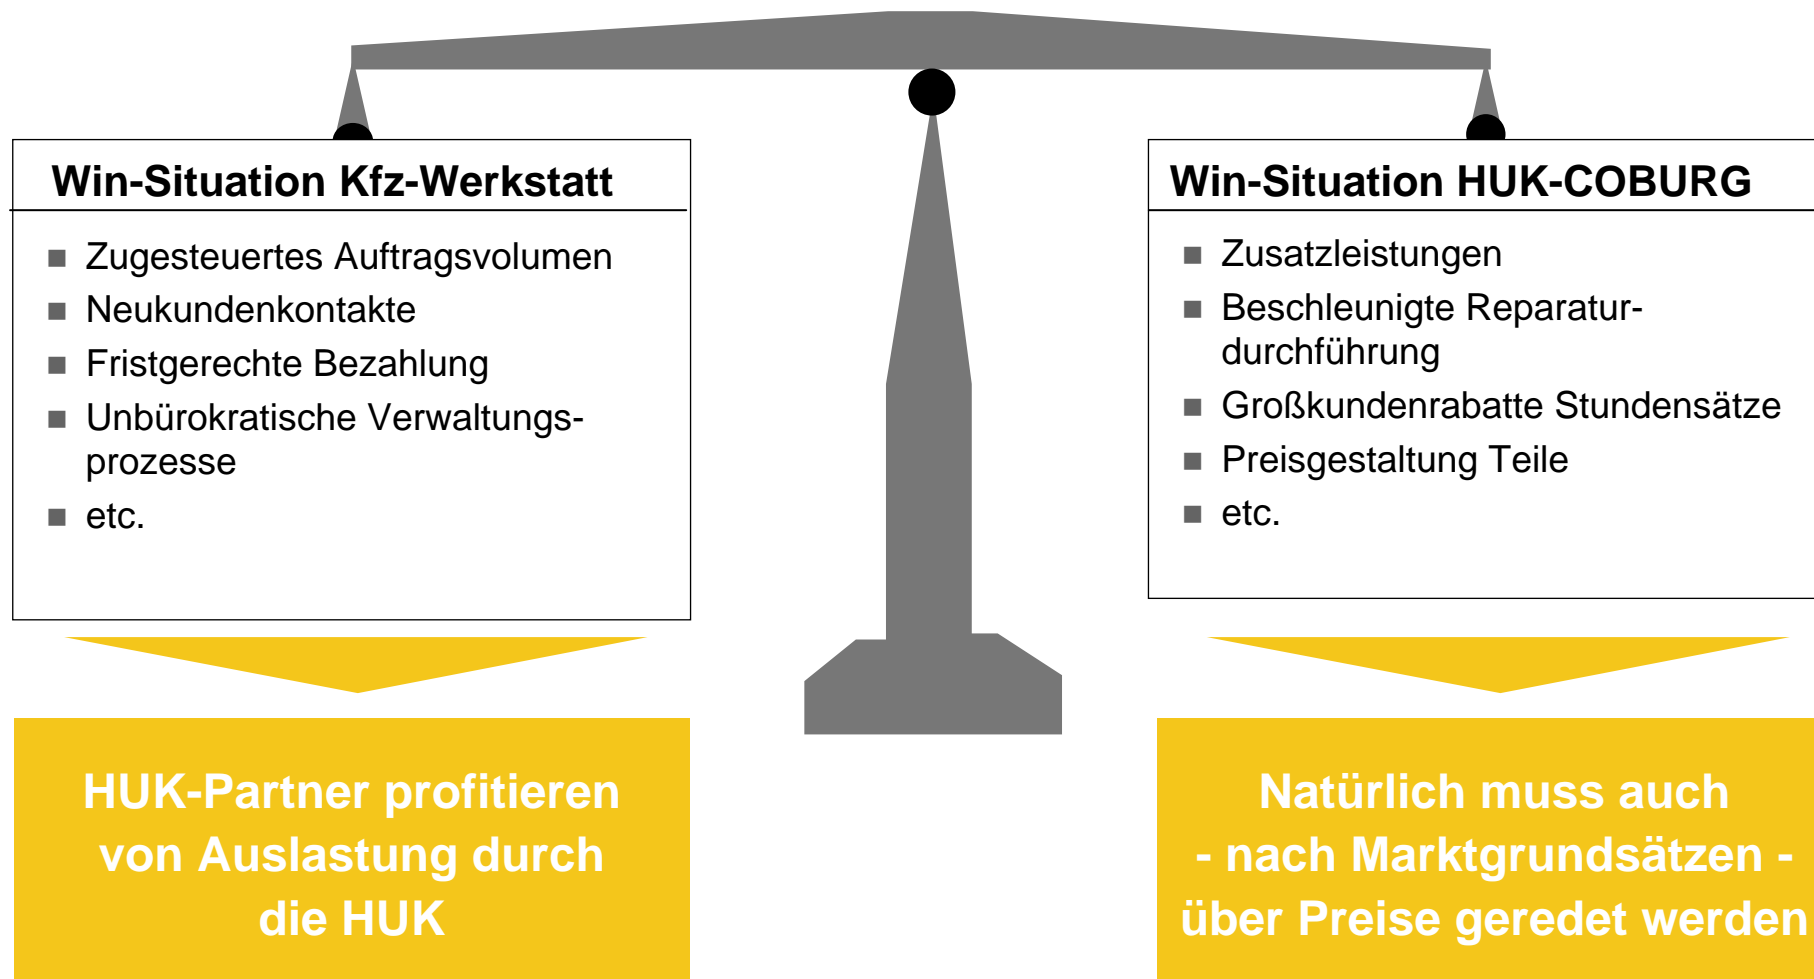 Win-Situation Kfz-Werkstatt
Zugesteuertes Auftragsvolumen
Neukundenkontakte
Fristgerechte Bezahlung
Unbürokratische Verwaltungs-
prozesse
etc.
HUK-Partner profitieren
von Auslastung durch
die HUK
Win-Situation HUK-COBURG
Zusatzleistungen
Beschleunigte Reparatur-
durchführung
Großkundenrabatte Stundensätze
Preisgestaltung Teile
etc.
Natürlich muss auch
- nach Marktgrundsätzen -
über Preise geredet werden